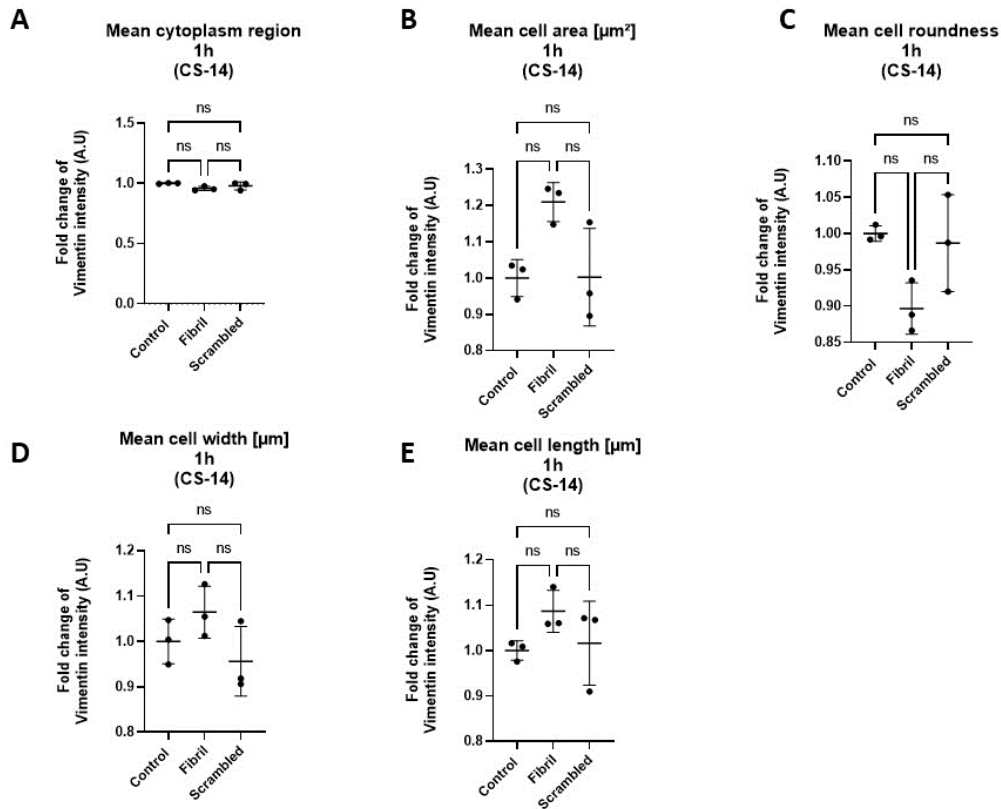 A
Mean cytoplasm region
1h
(CS-14)
ns
ns
ns
Fold change of
Vimentin intensity (A.U)
1.5
1.0
0.5
0.0
Control
Fibril
Scrambled
B
Mean cell area [µm²]
1h
(CS-14)
ns
ns
ns
Fold change of
Vimentin intensity (A.U)
1.3
1.2
1.1
1.0
0.9
0.8
Control
Fibril
Scrambled
C
Mean cell roundness
1h
(CS-14)
ns
ns
ns
Fold change of
Vimentin intensity (A.U)
1.10
1.05
1.00
0.95
0.90
0.85
Control
Fibril
Scrambled
D
Mean cell width [µm]
1h
(CS-14)
ns
ns
ns
Fold change of
Vimentin intensity (A.U)
1.2
1.1
1.0
0.9
0.8
Control
Fibril
Scrambled
E
Mean cell length [µm]
1h
(CS-14)
ns
ns
ns
Fold change of
Vimentin intensity (A.U)
1.2
1.1
1.0
0.9
0.8
Control
Fibril
Scrambled